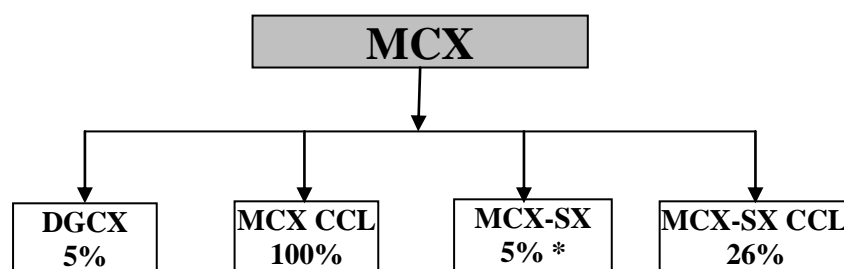 MCX
DGCX
5%
MCX CCL
100%
MCX-SX
5% *
MCX-SX CCL
26%